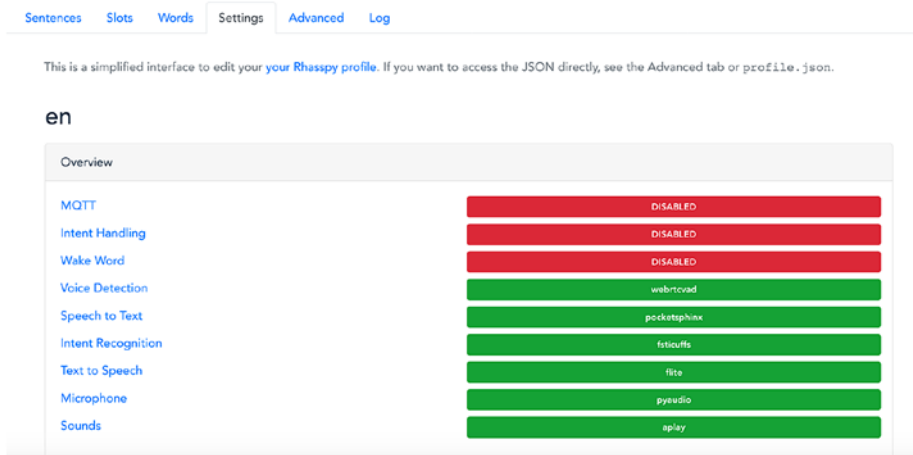 Sentences Slots Words Settings Advanced Log
This is a simplified interface to edit your your Rhasspy profile. If you want to access the JSON directly, see the Advanced tab or profile.json.
en
Overview
MQTT DISABLED
Intent Handling DISABLED
Wake Word DISABLED
Voice Detection webrtcvad
Speech to Text pocketsphinx
Intent Recognition fsticuffs
Text to Speech flite
Microphone pyaudio
Sounds aplay